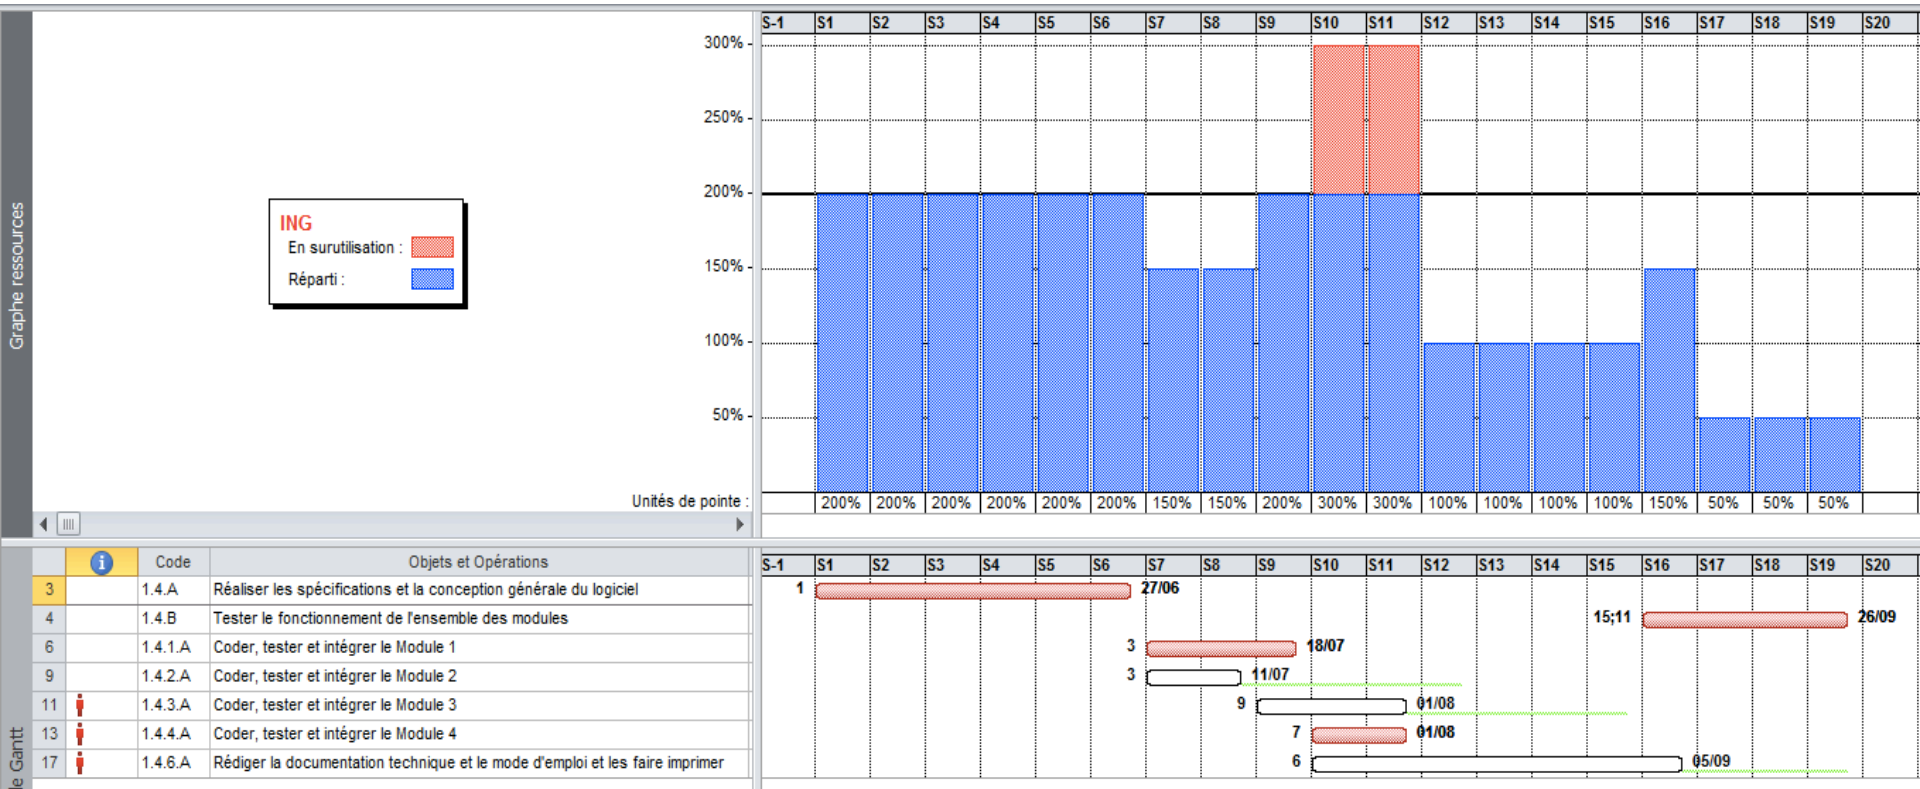 S-1 S1 S2 S3 S4 S5 S6 S7 S8 S9 S10 S11 S12 S13 S14 S15 S16 S17 S18 S19 S20
300%
250%
200%
150%
100%
50%
Graphe ressources
ING
En surutilisation :
Réparti :
Unités de pointe : 200% 200% 200% 200% 200% 200% 150% 150% 200% 300% 300% 100% 100% 100% 100% 150% 50% 50% 50%
Code Objets et Opérations S-1 S1 S2 S3 S4 S5 S6 S7 S8 S9 S10 S11 S12 S13 S14 S15 S16 S17 S18 S19 S20
3 1.4.A Réaliser les spécifications et la conception générale du logiciel 1 27/06
4 1.4.B Tester le fonctionnement de l'ensemble des modules 15;11 26/09
6 1.4.1.A Coder, tester et intégrer le Module 1 3 18/07
9 1.4.2.A Coder, tester et intégrer le Module 2 3 11/07
11 1.4.3.A Coder, tester et intégrer le Module 3 9 01/08
13 1.4.4.A Coder, tester et intégrer le Module 4 7 01/08
17 1.4.6.A Rédiger la documentation technique et le mode d'emploi et les faire imprimer 6 05/09
de Gantt